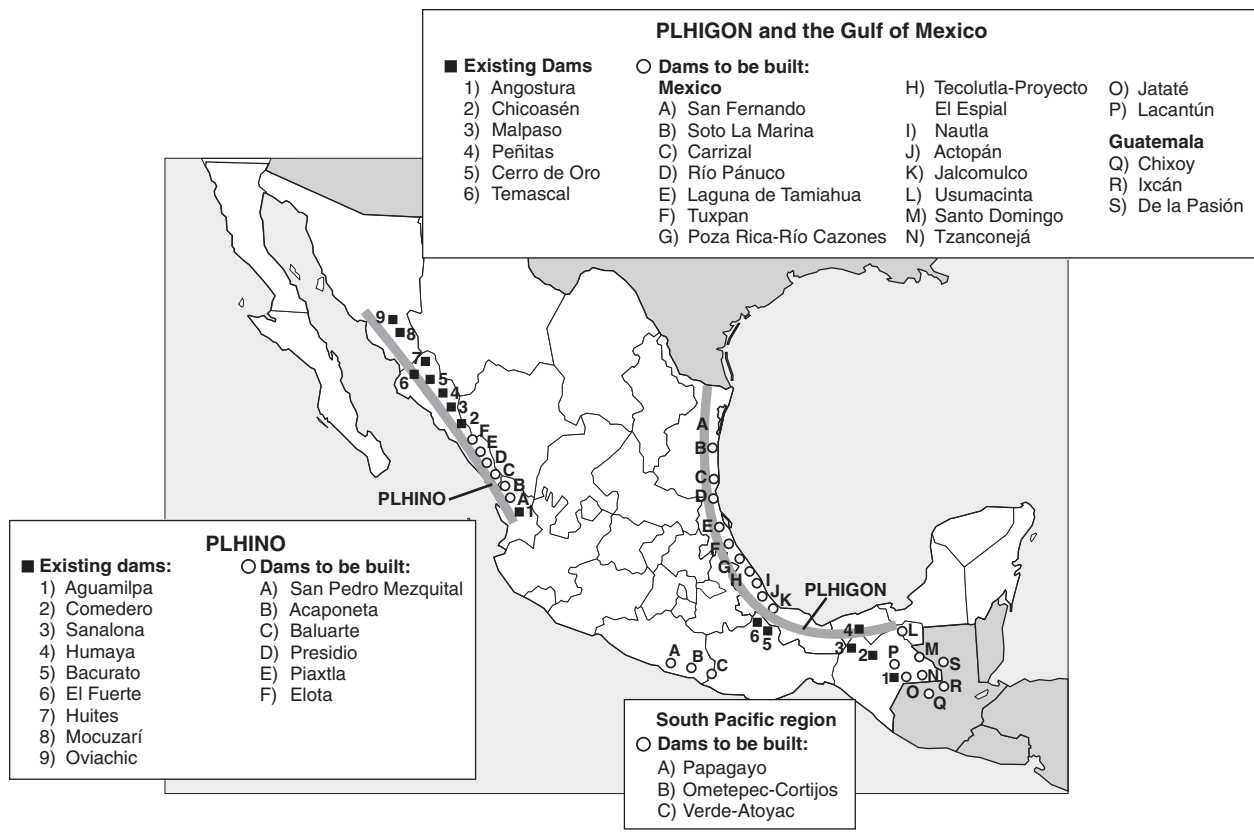 PLHIGON and the Gulf of Mexico
Existing Dams
1) Angostura
2) Chicoasén
3) Malpaso
4) Peñitas
5) Cerro de Oro
6) Temascal
Dams to be built:
Mexico
A) San Fernando
B) Soto La Marina
C) Carrizal
D) Río Pánuco
E) Laguna de Tamiahua
F) Tuxpan
G) Poza Rica-Río Cazones
H) Tecolutla-Proyecto
El Espial
I) Nautla
J) Actopán
K) Jalcomulco
L) Usumacinta
M) Santo Domingo
N) Tzanconejá
O) Jataté
P) Lacantún
Guatemala
Q) Chixoy
R) Ixcán
S) De la Pasión
9
8
7
6
5
4
3
2
F
E
D
C
B
A
1
PLHINO
A
B
C
D
E
F
G
H
I
J
K
PLHIGON
6
5
4
3
2
1
L
M
S
P
N
O
R
Q
A
B
C
PLHINO
Existing dams:
1) Aguamilpa
2) Comedero
3) Sanalona
4) Humaya
5) Bacurato
6) El Fuerte
7) Huites
8) Mocuzarí
9) Oviachic
Dams to be built:
A) San Pedro Mezquital
B) Acaponeta
C) Baluarte
D) Presidio
E) Piaxtla
F) Elota
South Pacific region
Dams to be built:
A) Papagayo
B) Ometepec-Cortijos
C) Verde-Atoyac